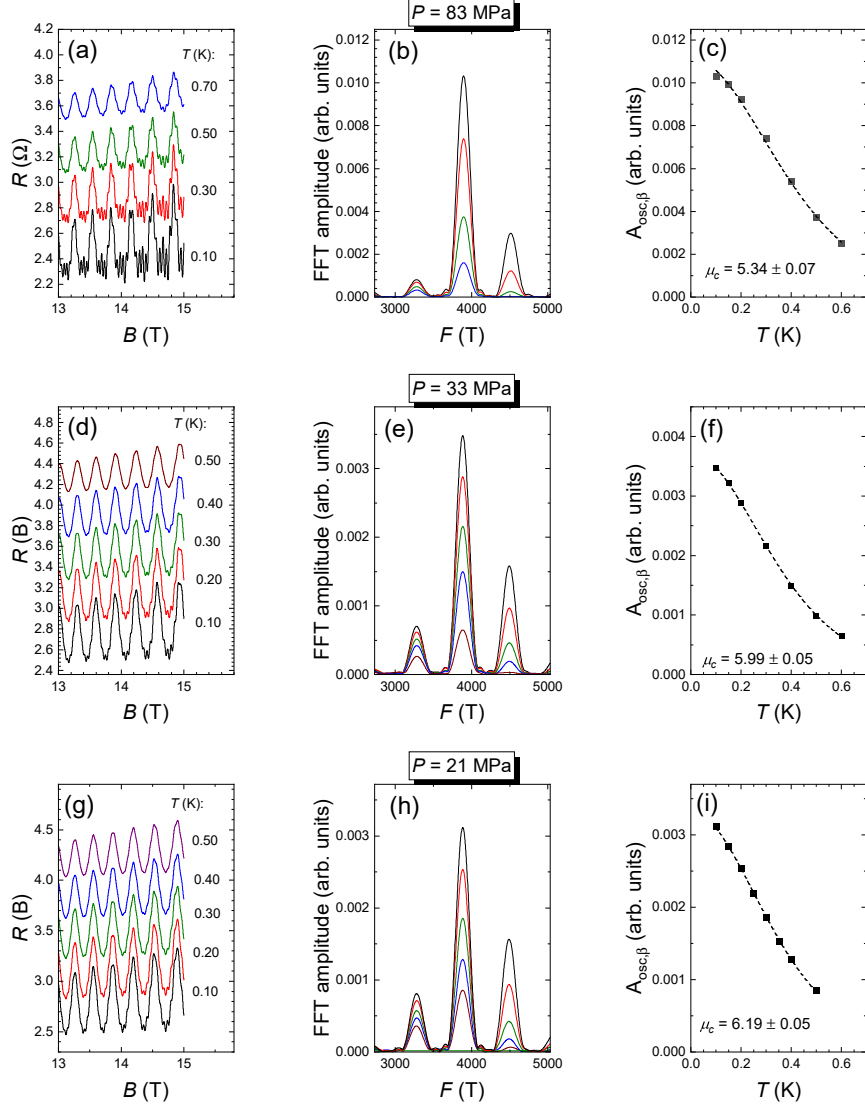 P = 83 MPa
(a)
T (K):
0.70
0.50
0.30
0.10
4.2
4.0
3.8
3.6
3.4
3.2
3.0
2.8
2.6
2.4
2.2
R (Ω)
13
14
15
B (T)
(b)
0.012
0.010
0.008
0.006
0.004
0.002
0.000
FFT amplitude (arb. units)
3000
4000
5000
F (T)
(c)
0.012
0.010
0.008
0.006
0.004
0.002
0.000
A_osc,β (arb. units)
μ_c = 5.34 ± 0.07
0.0
0.2
0.4
0.6
T (K)
P = 33 MPa
(d)
T (K):
0.50
0.40
0.30
0.20
0.10
4.8
4.6
4.4
4.2
4.0
3.8
3.6
3.4
3.2
3.0
2.8
2.6
2.4
R (B)
13
14
15
B (T)
(e)
0.003
0.002
0.001
0.000
FFT amplitude (arb. units)
3000
4000
5000
F (T)
(f)
0.004
0.003
0.002
0.001
0.000
A_osc,β (arb. units)
μ_c = 5.99 ± 0.05
0.0
0.2
0.4
0.6
T (K)
P = 21 MPa
(g)
T (K):
0.50
0.40
0.30
0.20
0.10
4.5
4.0
3.5
3.0
2.5
R (B)
13
14
15
B (T)
(h)
0.003
0.002
0.001
0.000
FFT amplitude (arb. units)
3000
4000
5000
F (T)
(i)
0.003
0.002
0.001
0.000
A_osc,β (arb. units)
μ_c = 6.19 ± 0.05
0.0
0.2
0.4
0.6
T (K)